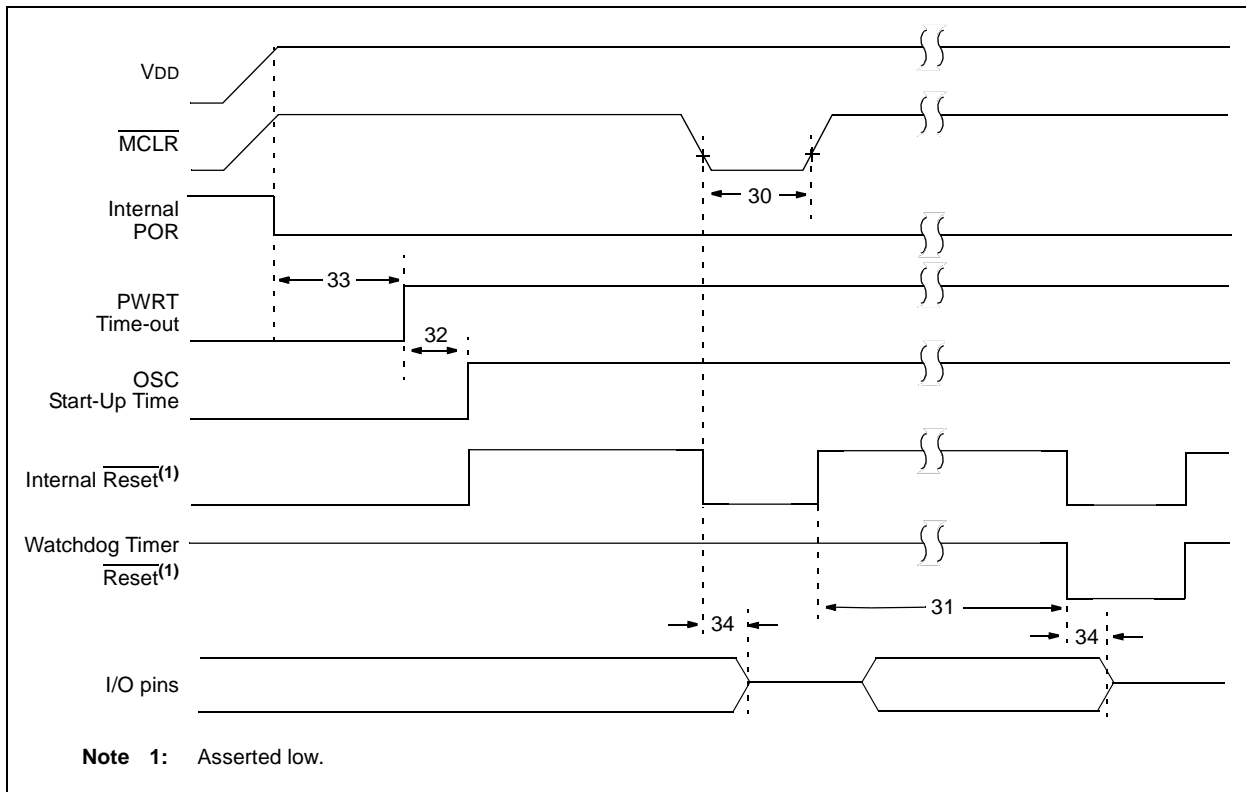 VDD
MCLR
30
Internal
POR
33
PWRT
Time-out
32
OSC
Start-Up Time
Internal Reset(1)
Watchdog Timer
Reset(1)
31
34
34
I/O pins
Note 1: Asserted low.